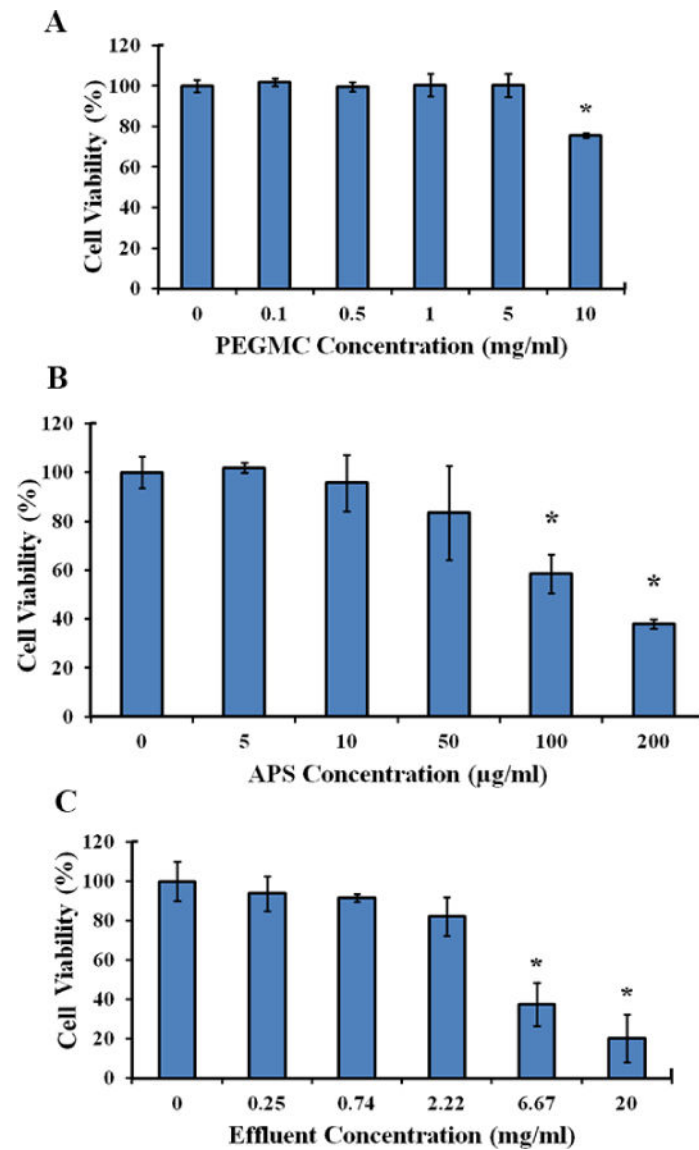 A
120
100
80
60
40
20
0
Cell Viability (%)
*
0 0.1 0.5 1 5 10
PEGMC Concentration (mg/ml)
B
120
100
80
60
40
20
0
Cell Viability (%)
*
*
0 5 10 50 100 200
APS Concentration (µg/ml)
C
120
100
80
60
40
20
0
Cell Viability (%)
*
*
0 0.25 0.74 2.22 6.67 20
Effluent Concentration (mg/ml)